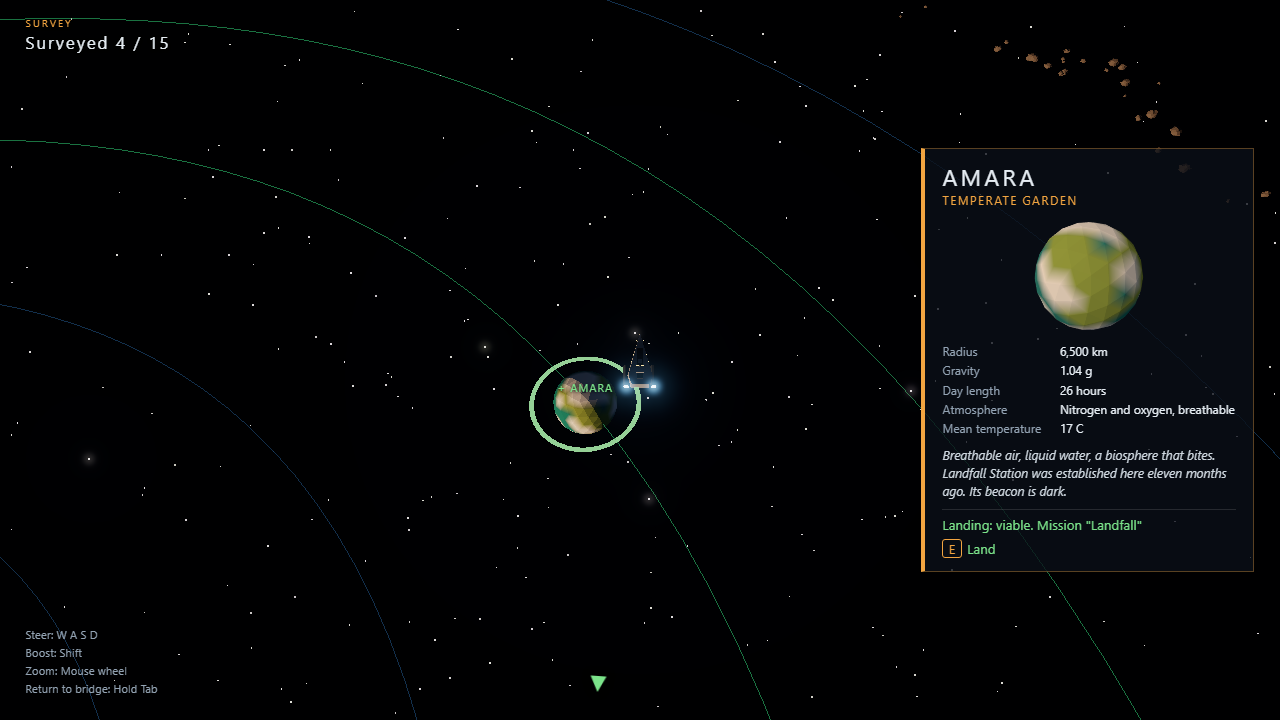 SURVEY
Surveyed 4 / 15
AMARA
TEMPERATE GARDEN
Radius 6,500 km
Gravity 1.04 g
Day length 26 hours
Atmosphere Nitrogen and oxygen, breathable
Mean temperature 17 C
Breathable air, liquid water, a biosphere that bites.
Landfall Station was established here eleven months
ago. Its beacon is dark.
Landing: viable. Mission "Landfall"
E Land
+ AMARA
Steer: W A S D
Boost: Shift
Zoom: Mouse wheel
Return to bridge: Hold Tab